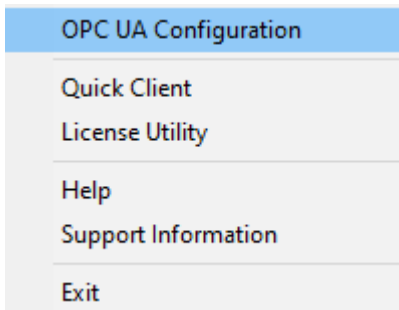 OPC UA Configuration
Quick Client
License Utility
Help
Support Information
Exit